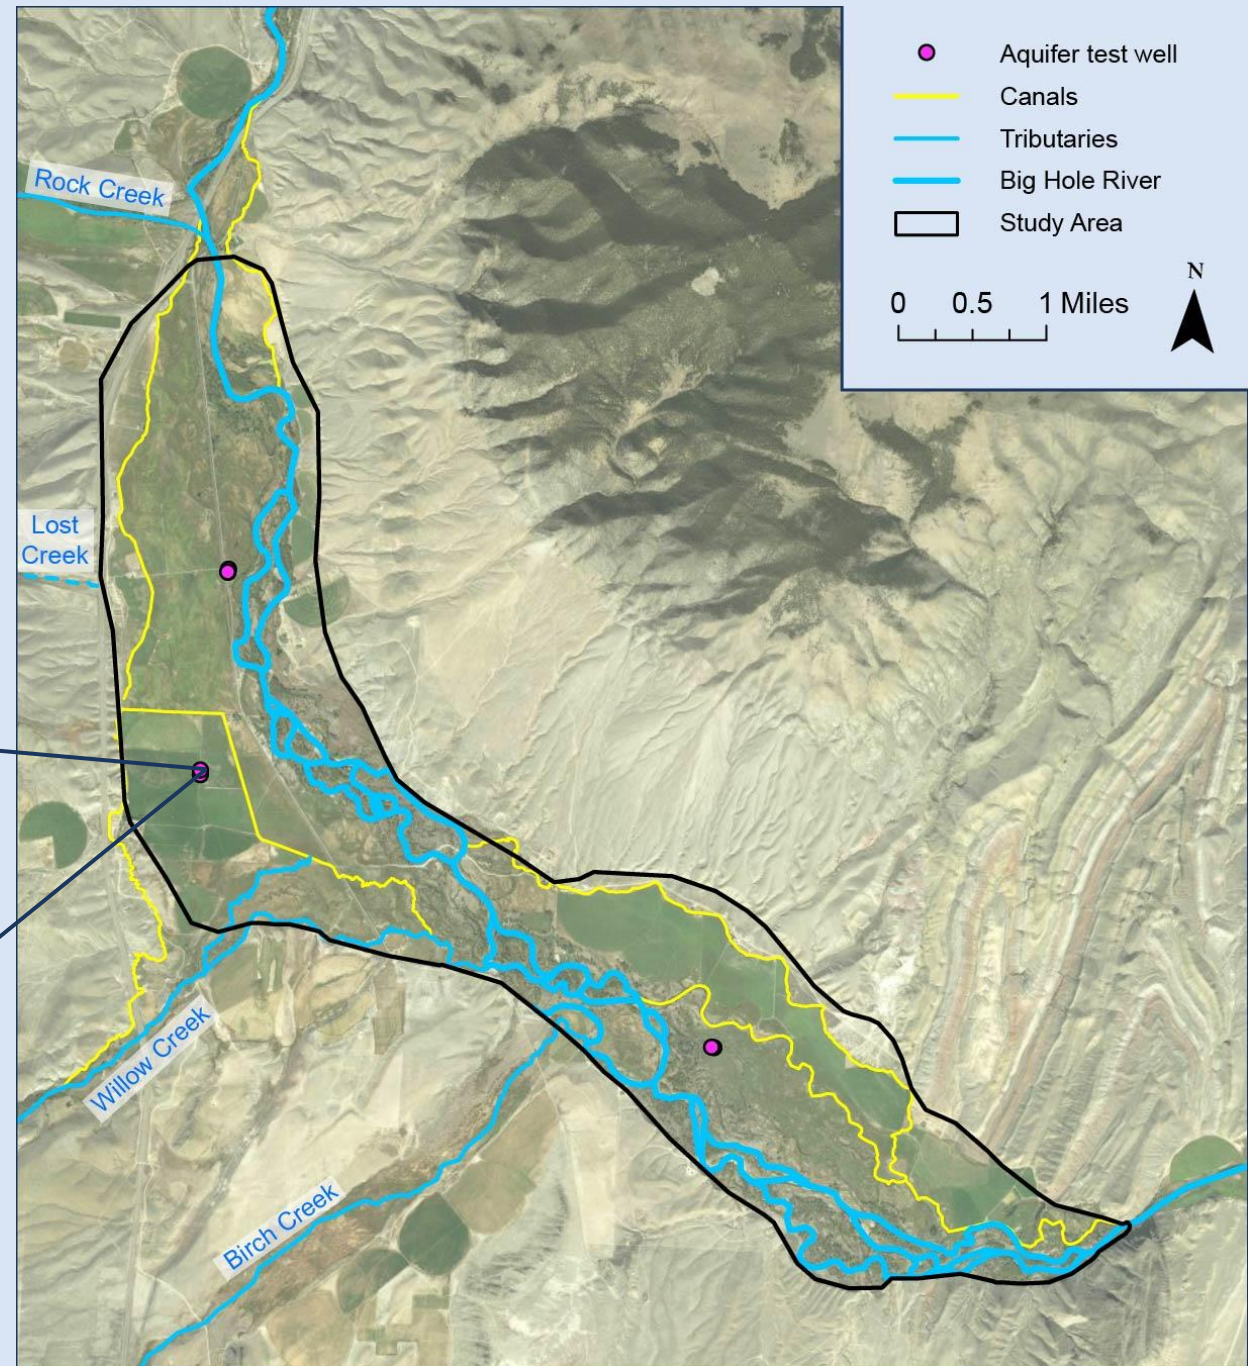 Aquifer test well
Canals
Tributaries
Big Hole River
Study Area
N
0 0.5 1 Miles
Rock Creek
Lost
Creek
Willow Creek
Birch Creek